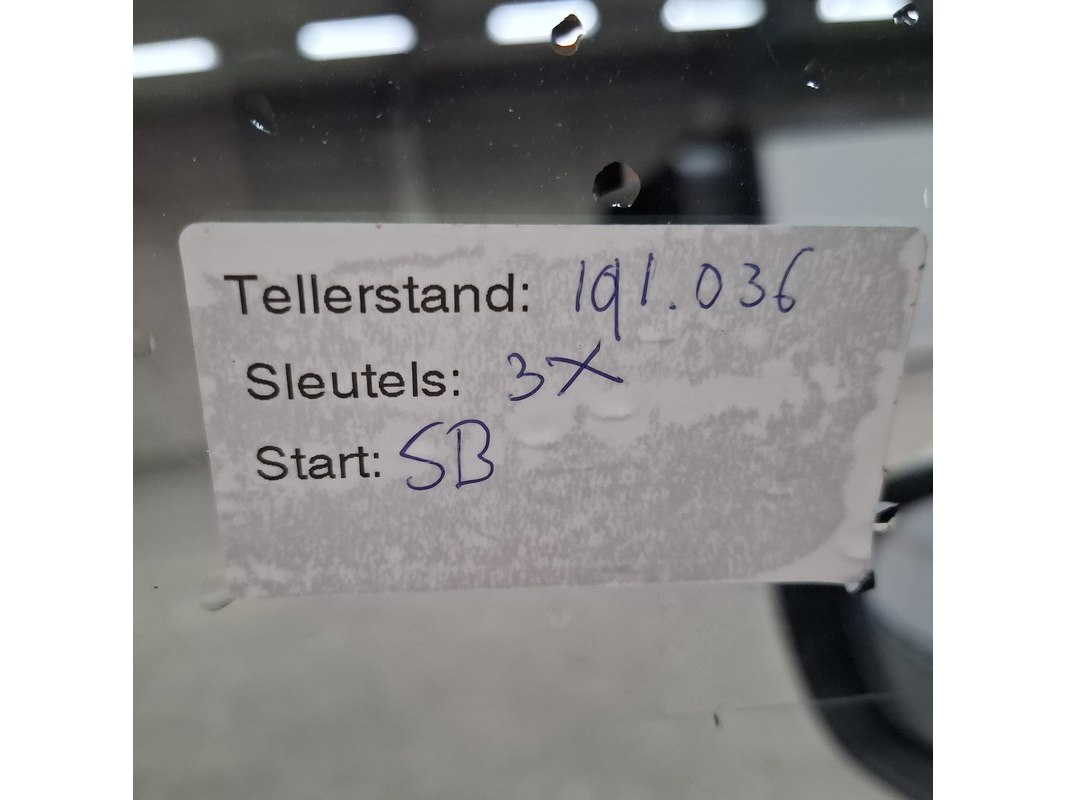 Tellerstand: 191.036
Sleutels: 3X
Start: SB